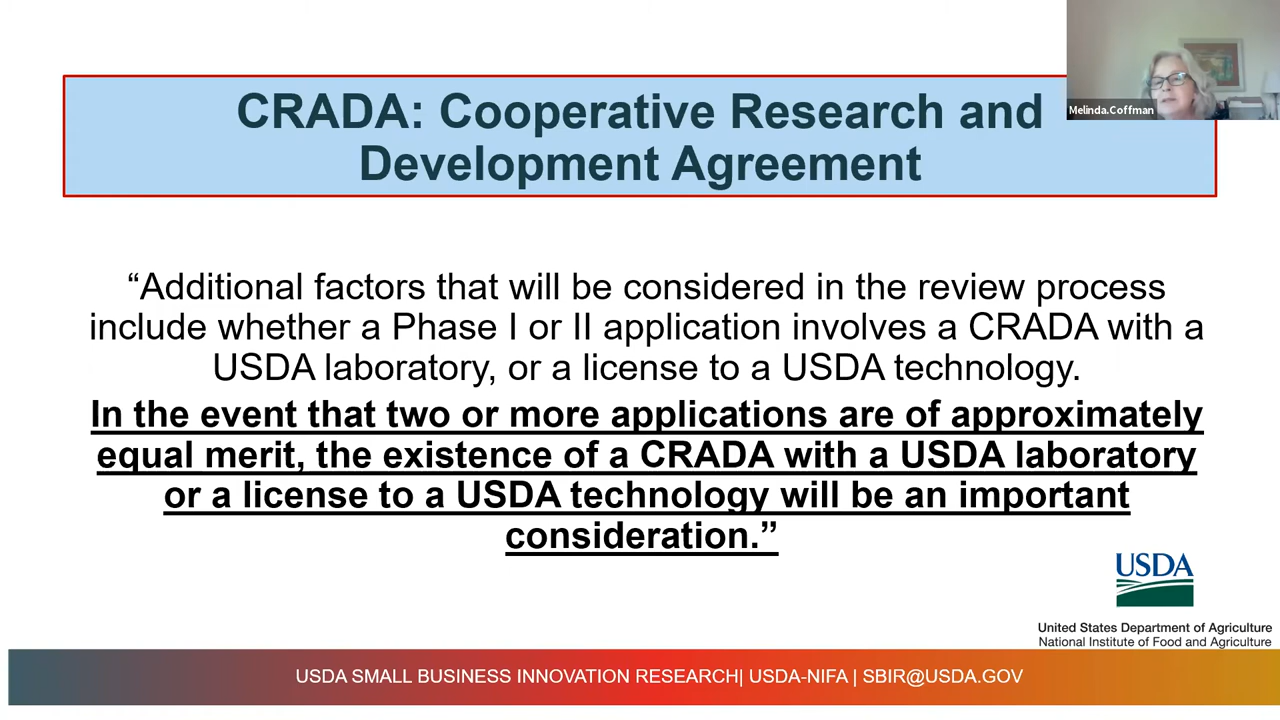 Melinda.Coffman
CRADA: Cooperative Research and
Development Agreement
“Additional factors that will be considered in the review process
include whether a Phase I or II application involves a CRADA with a
USDA laboratory, or a license to a USDA technology.
In the event that two or more applications are of approximately
equal merit, the existence of a CRADA with a USDA laboratory
or a license to a USDA technology will be an important
consideration.”
USDA
United States Department of Agriculture
National Institute of Food and Agriculture
USDA SMALL BUSINESS INNOVATION RESEARCH| USDA-NIFA | SBIR@USDA.GOV